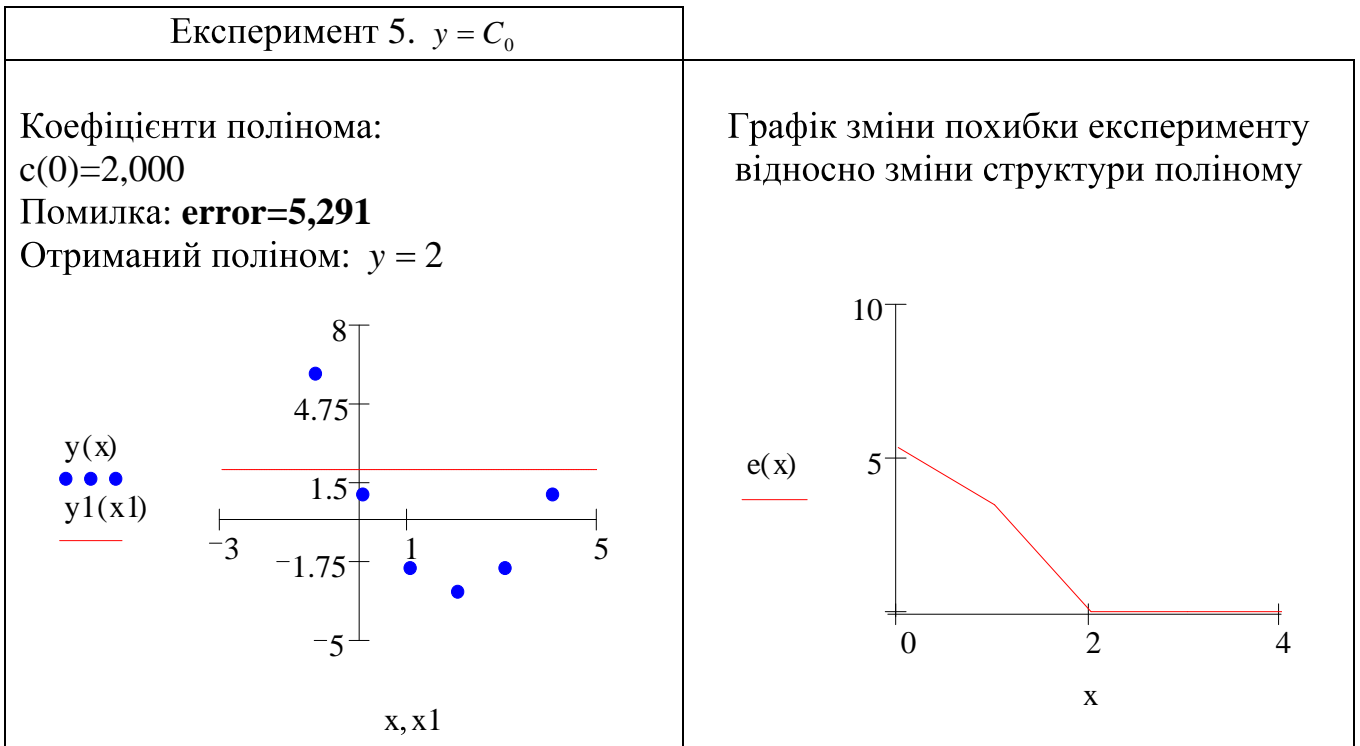 Експеримент 5. y = C₀
Коефіцієнти полінома:
c(0)=2,000
Помилка: error=5,291
Отриманий поліном: y = 2
8
4.75
1.5
−1.75
−5
−3
1
5
y(x)
y1(x1)
x, x1
Графік зміни похибки експерименту
відносно зміни структури поліному
10
5
e(x)
0
2
4
x